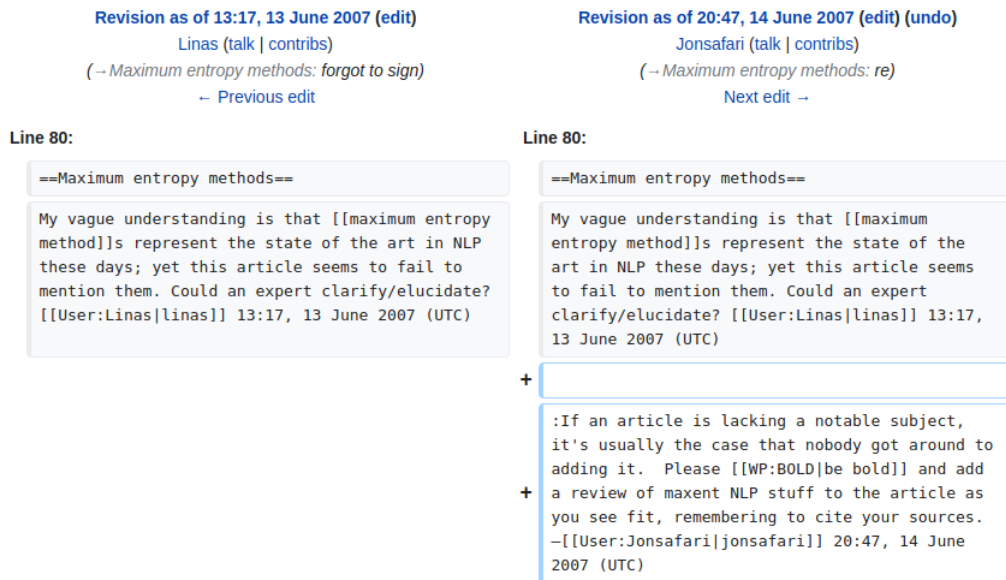 Revision as of 13:17, 13 June 2007 (edit)
Linas (talk | contribs)
(→Maximum entropy methods: forgot to sign)
← Previous edit
Revision as of 20:47, 14 June 2007 (edit) (undo)
Jonsafari (talk | contribs)
(→Maximum entropy methods: re)
Next edit →
Line 80:
==Maximum entropy methods==
My vague understanding is that [[maximum entropy
method]]s represent the state of the art in NLP
these days; yet this article seems to fail to
mention them. Could an expert clarify/elucidate?
[[User:Linas|linas]] 13:17, 13 June 2007 (UTC)
Line 80:
==Maximum entropy methods==
My vague understanding is that [[maximum
entropy method]]s represent the state of the
art in NLP these days; yet this article seems
to fail to mention them. Could an expert
clarify/elucidate? [[User:Linas|linas]] 13:17,
13 June 2007 (UTC)
+
+
:If an article is lacking a notable subject,
it's usually the case that nobody got around to
adding it.  Please [[WP:BOLD|be bold]] and add
a review of maxent NLP stuff to the article as
you see fit, remembering to cite your sources.
—[[User:Jonsafari|jonsafari]] 20:47, 14 June
2007 (UTC)